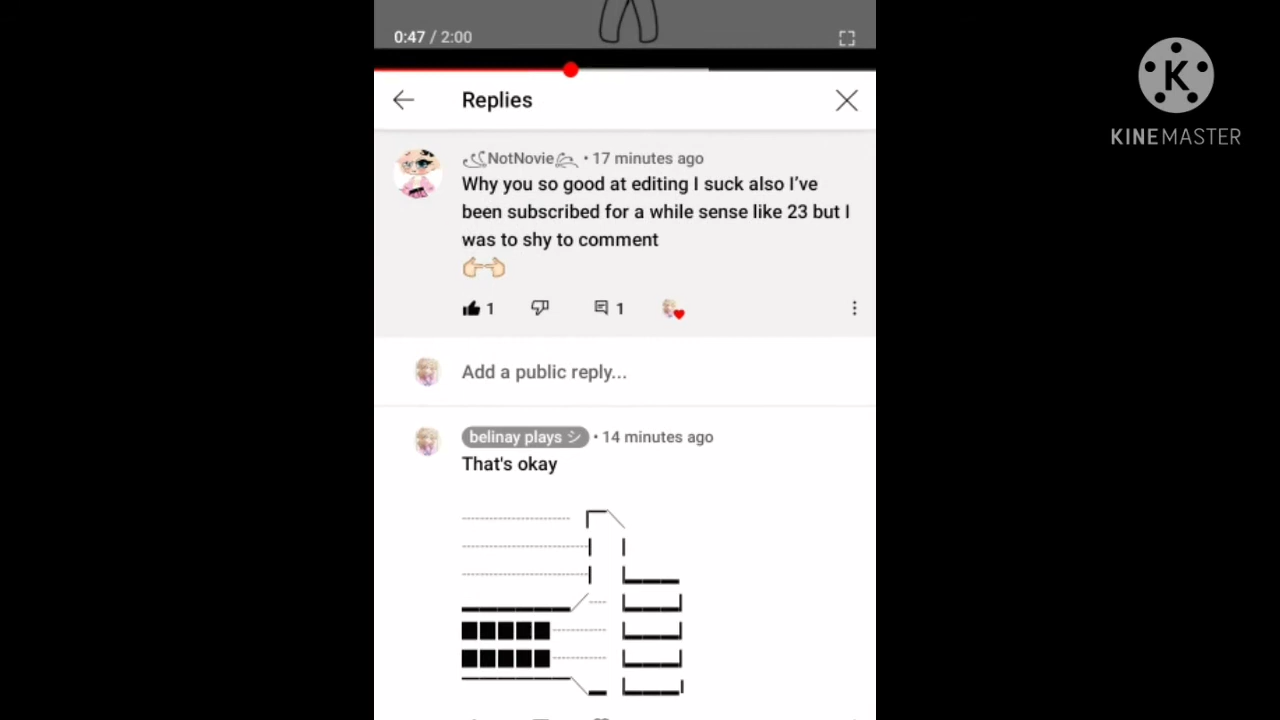 0:47 / 2:00
KINEMASTER
Replies
NotNovie • 17 minutes ago
Why you so good at editing I suck also I've
been subscribed for a while sense like 23 but I
was to shy to comment
👉🏻👈🏻
1 1
Add a public reply...
belinay plays シ • 14 minutes ago
That's okay